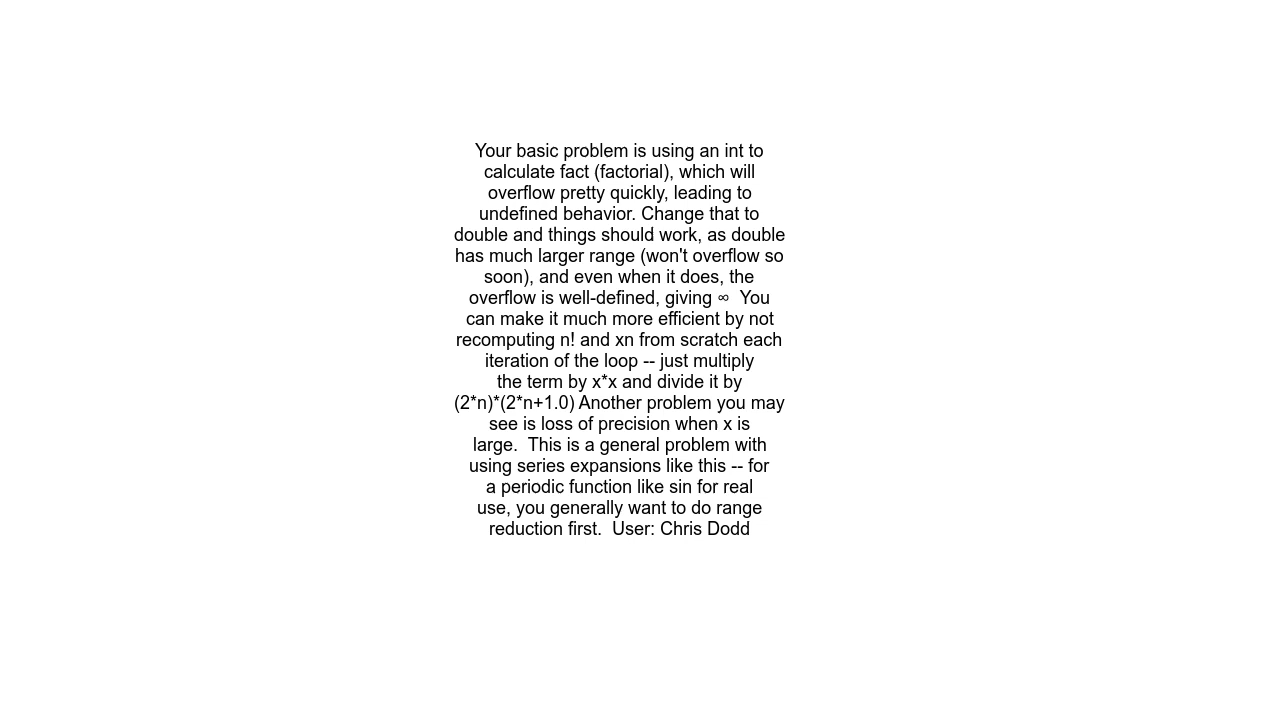 Your basic problem is using an int to
calculate fact (factorial), which will
overflow pretty quickly, leading to
undefined behavior. Change that to
double and things should work, as double
has much larger range (won't overflow so
soon), and even when it does, the
overflow is well-defined, giving ∞  You
can make it much more efficient by not
recomputing n! and xn from scratch each
iteration of the loop -- just multiply
the term by x*x and divide it by
(2*n)*(2*n+1.0) Another problem you may
see is loss of precision when x is
large.  This is a general problem with
using series expansions like this -- for
a periodic function like sin for real
use, you generally want to do range
reduction first.  User: Chris Dodd